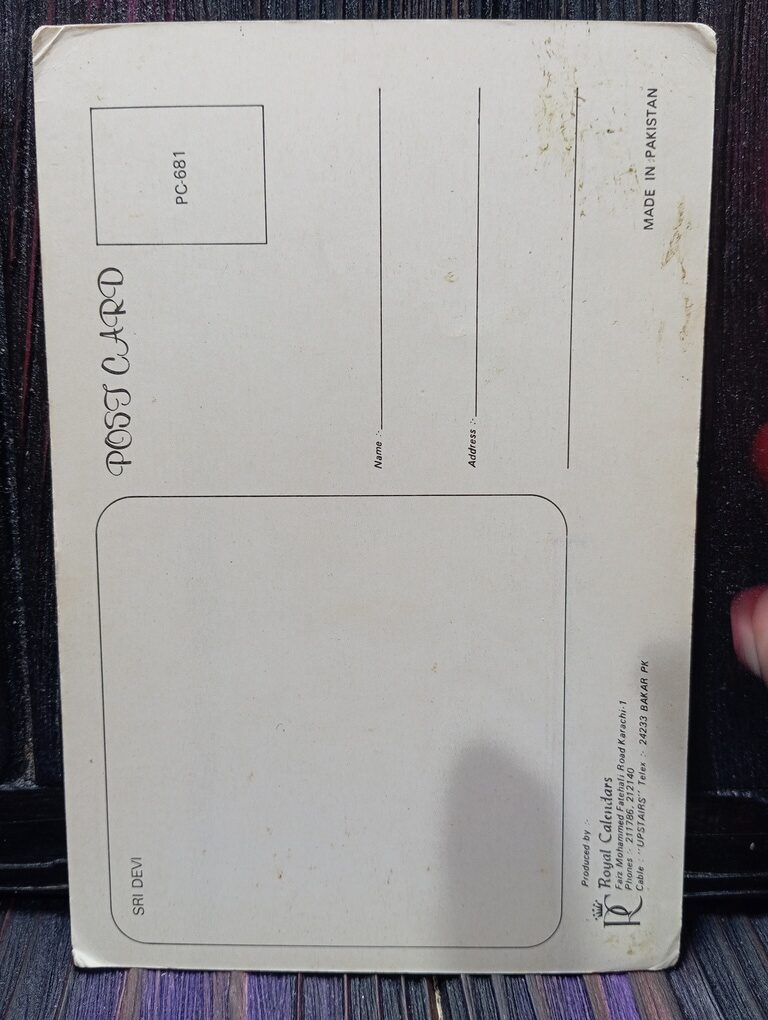 POST CARD
PC-681
Name :-
Address :-
MADE IN PAKISTAN
SRI DEVI
Produced by :-
RC Royal Calendars
Faiz Mohammed Fatehali Road Karachi-1
Phones :- 211786, 212140
Cable : "UPSTAIRS" Telex :- 24233 BAKAR PK